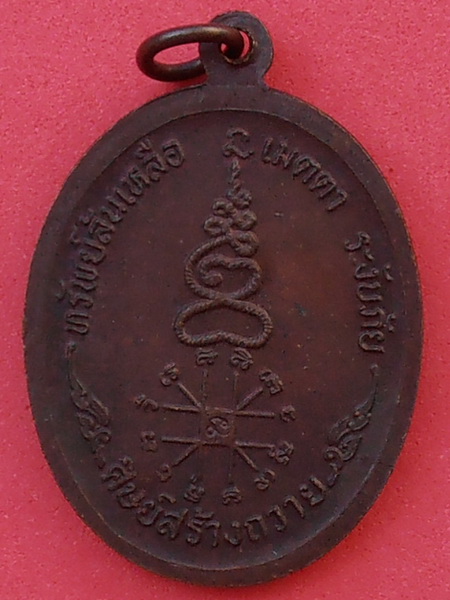 ทรัพย์ล้นเหลือ
เมตตา
ระงับภัย
ศิษย์สร้างถวาย